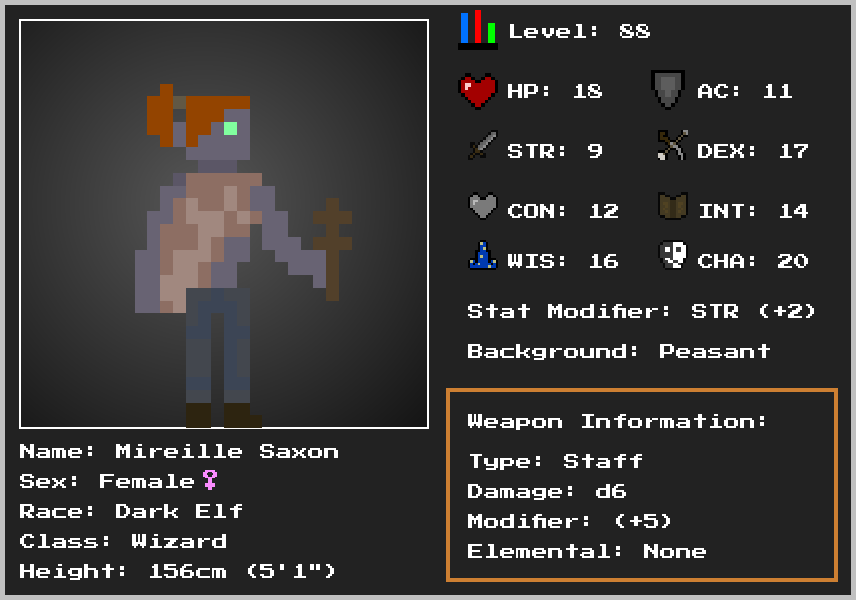 Level: 88
HP: 18
AC: 11
STR: 9
DEX: 17
CON: 12
INT: 14
WIS: 16
CHA: 20
Stat Modifier: STR (+2)
Background: Peasant
Weapon Information:
Type: Staff
Damage: d6
Modifier: (+5)
Elemental: None
Name: Mireille Saxon
Sex: Female♀
Race: Dark Elf
Class: Wizard
Height: 156cm (5'1")